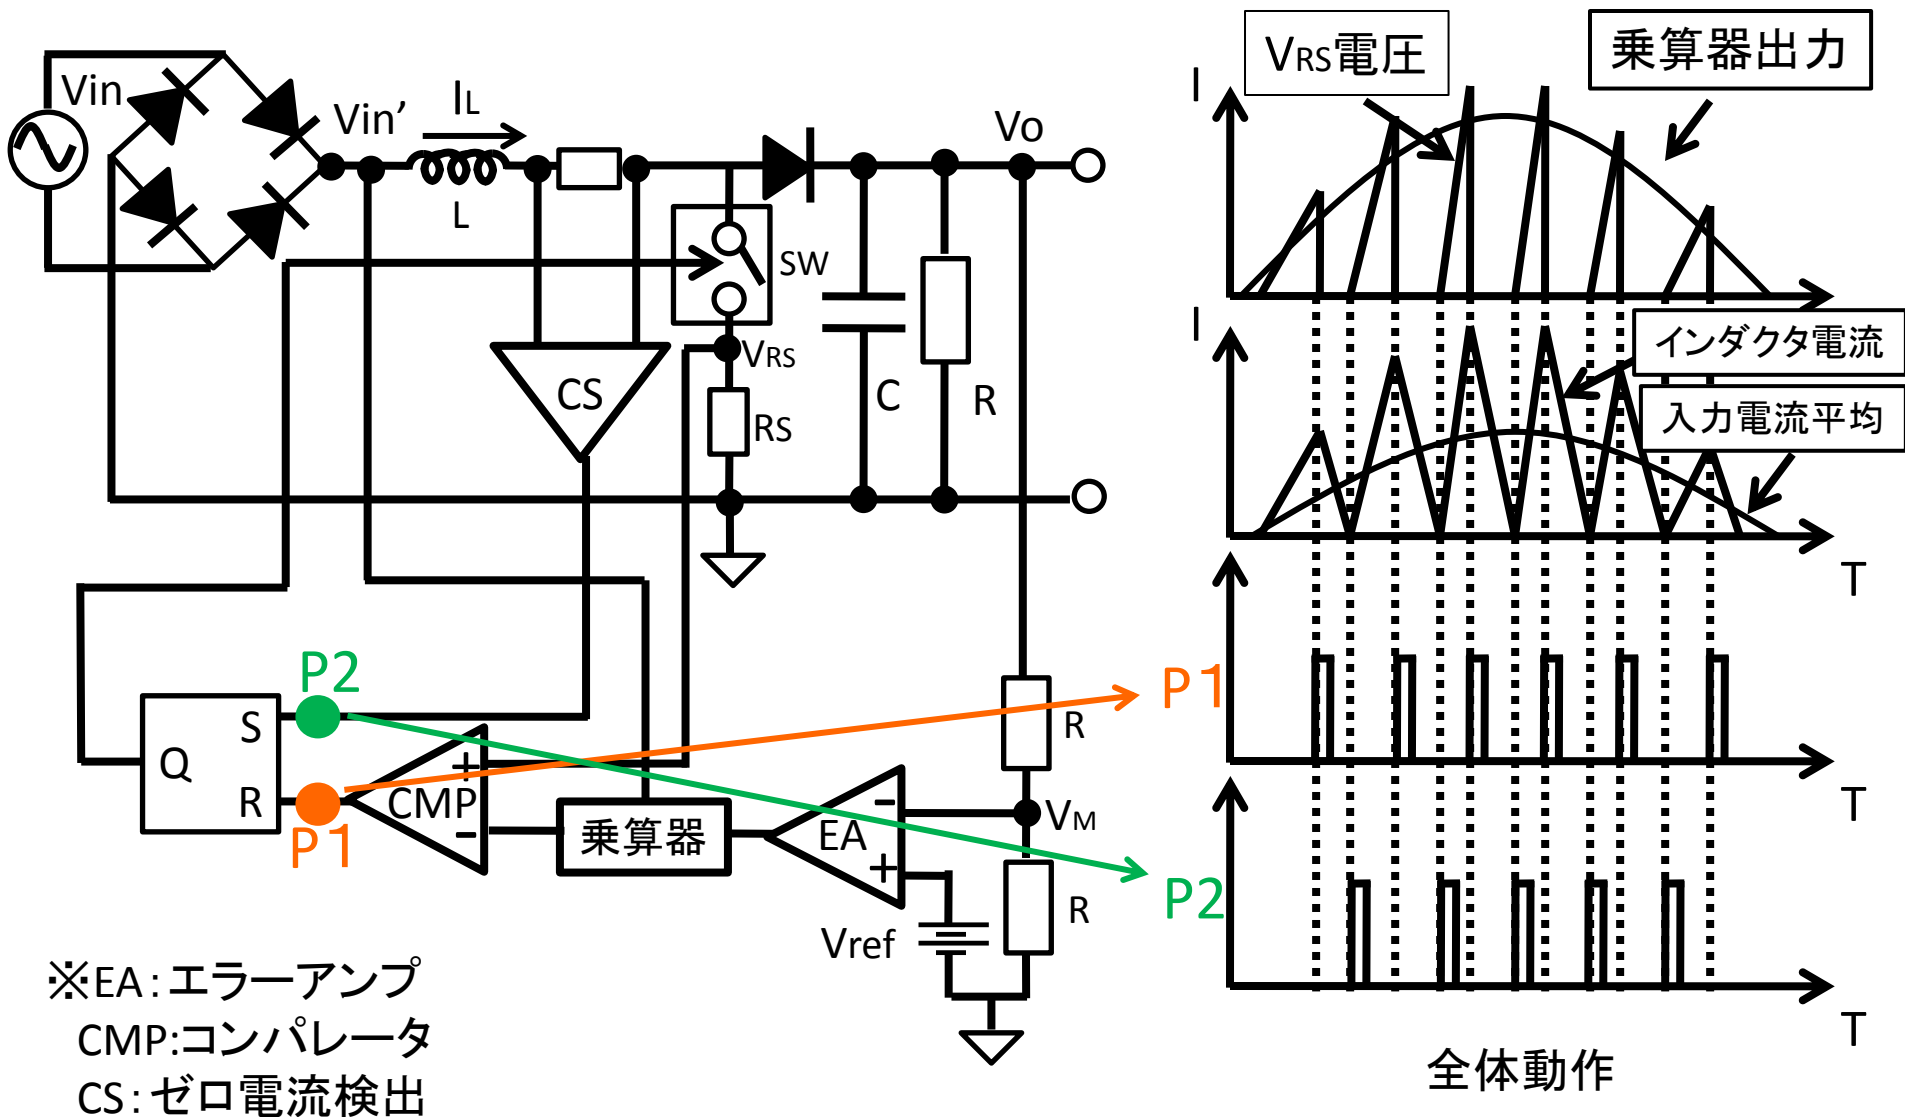 Vin
Vin'
IL
L
Vo
SW
VRS
RS
CS
C
R
P2
S
Q
R
P1
+
CMP
-
乗算器
-
EA
+
R
VM
R
Vref
※EA:エラーアンプ
CMP:コンパレータ
CS:ゼロ電流検出
VRS電圧
乗算器出力
I
I
インダクタ電流
入力電流平均
T
P1
T
P2
T
全体動作